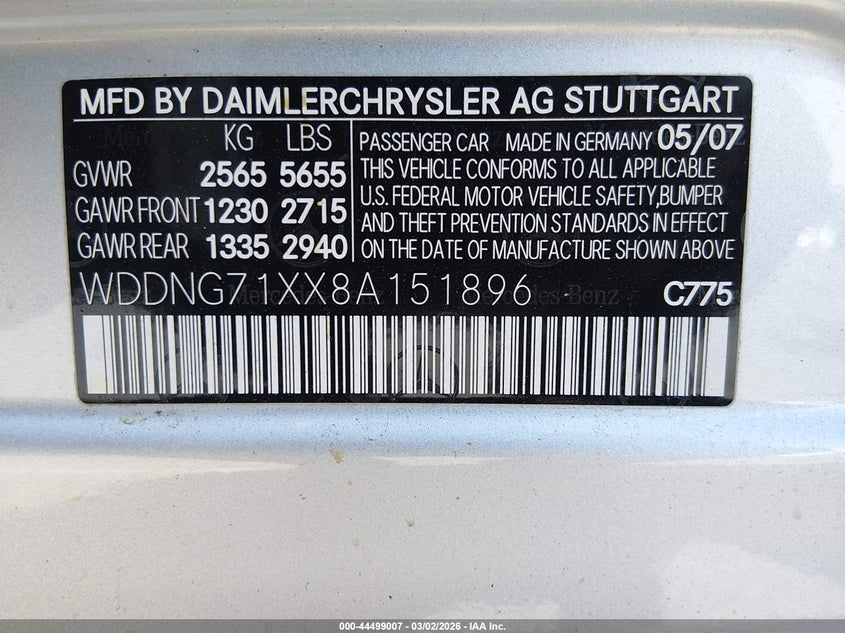 MFD BY DAIMLERCHRYSLER AG STUTTGART
KG LBS
GVWR 2565 5655
GAWR FRONT 1230 2715
GAWR REAR 1335 2940
PASSENGER CAR MADE IN GERMANY 05/07
THIS VEHICLE CONFORMS TO ALL APPLICABLE
U.S. FEDERAL MOTOR VEHICLE SAFETY,BUMPER
AND THEFT PREVENTION STANDARDS IN EFFECT
ON THE DATE OF MANUFACTURE SHOWN ABOVE
WDDNG71XX8A151896 C775
Mercedes Benz
000-44499007 - 03/02/2026 - IAA Inc.